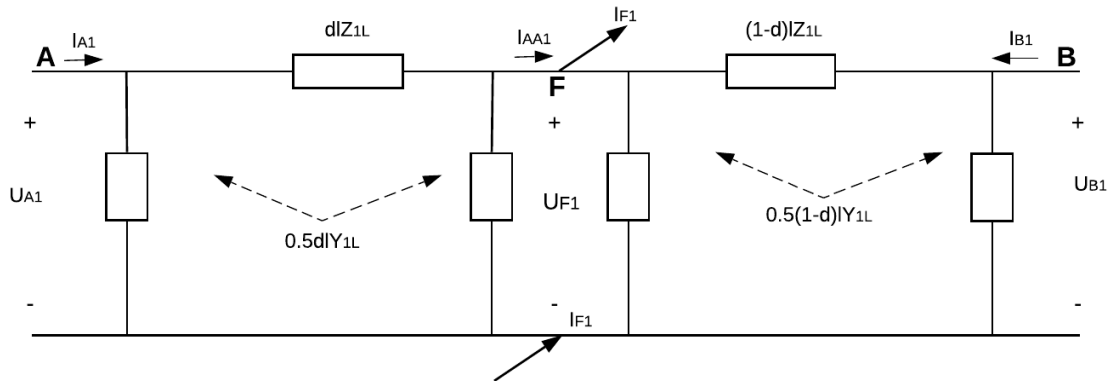 IF1
dlZ1L
(1-d)lZ1L
IA1
IAA1
IB1
A
F
B
+
+
+
UA1
UF1
UB1
0.5dlY1L
0.5(1-d)lY1L
-
-
-
IF1